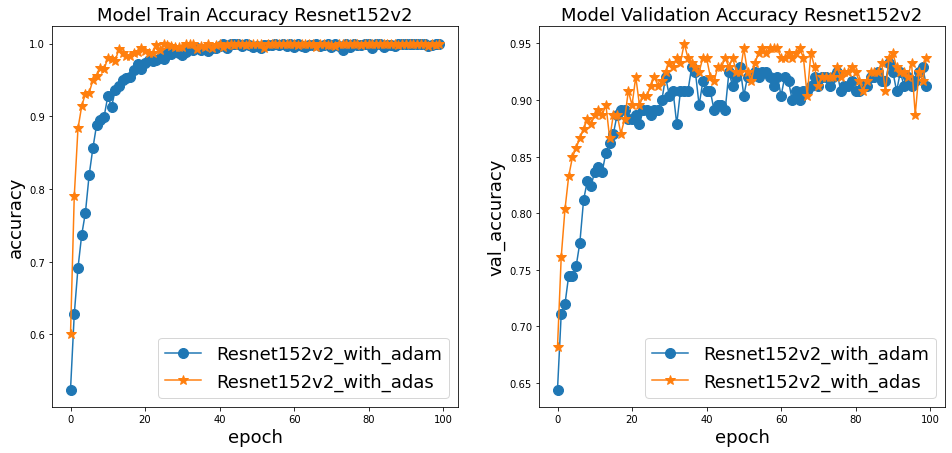 Model Train Accuracy Resnet152v2
1.0
0.9
0.8
0.7
0.6
accuracy
0
20
40
60
80
100
epoch
Resnet152v2_with_adam
Resnet152v2_with_adas
Model Validation Accuracy Resnet152v2
0.95
0.90
0.85
0.80
0.75
0.70
0.65
val_accuracy
0
20
40
60
80
100
epoch
Resnet152v2_with_adam
Resnet152v2_with_adas